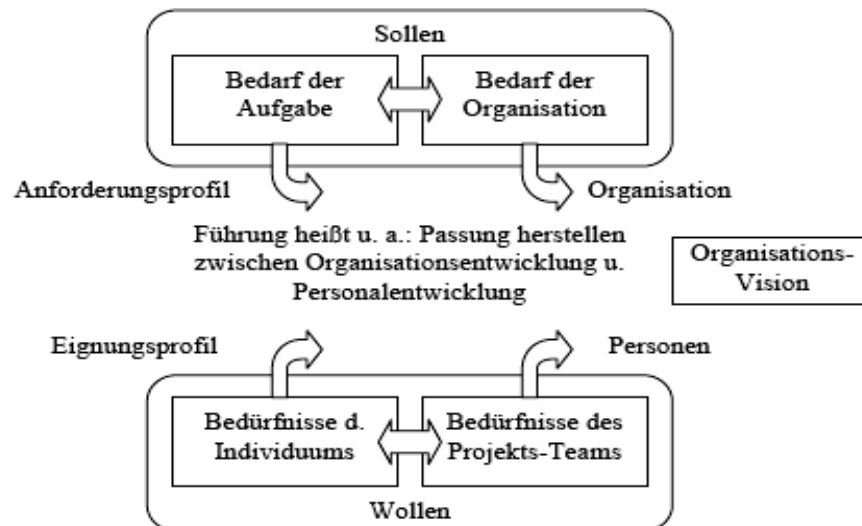 Sollen
Bedarf der
Aufgabe
Bedarf der
Organisation
Anforderungsprofil
Organisation
Führung heißt u. a.: Passung herstellen
zwischen Organisationsentwicklung u.
Personalentwicklung
Organisations-
Vision
Eignungsprofil
Personen
Bedürfnisse d.
Individuums
Bedürfnisse des
Projekts-Teams
Wollen